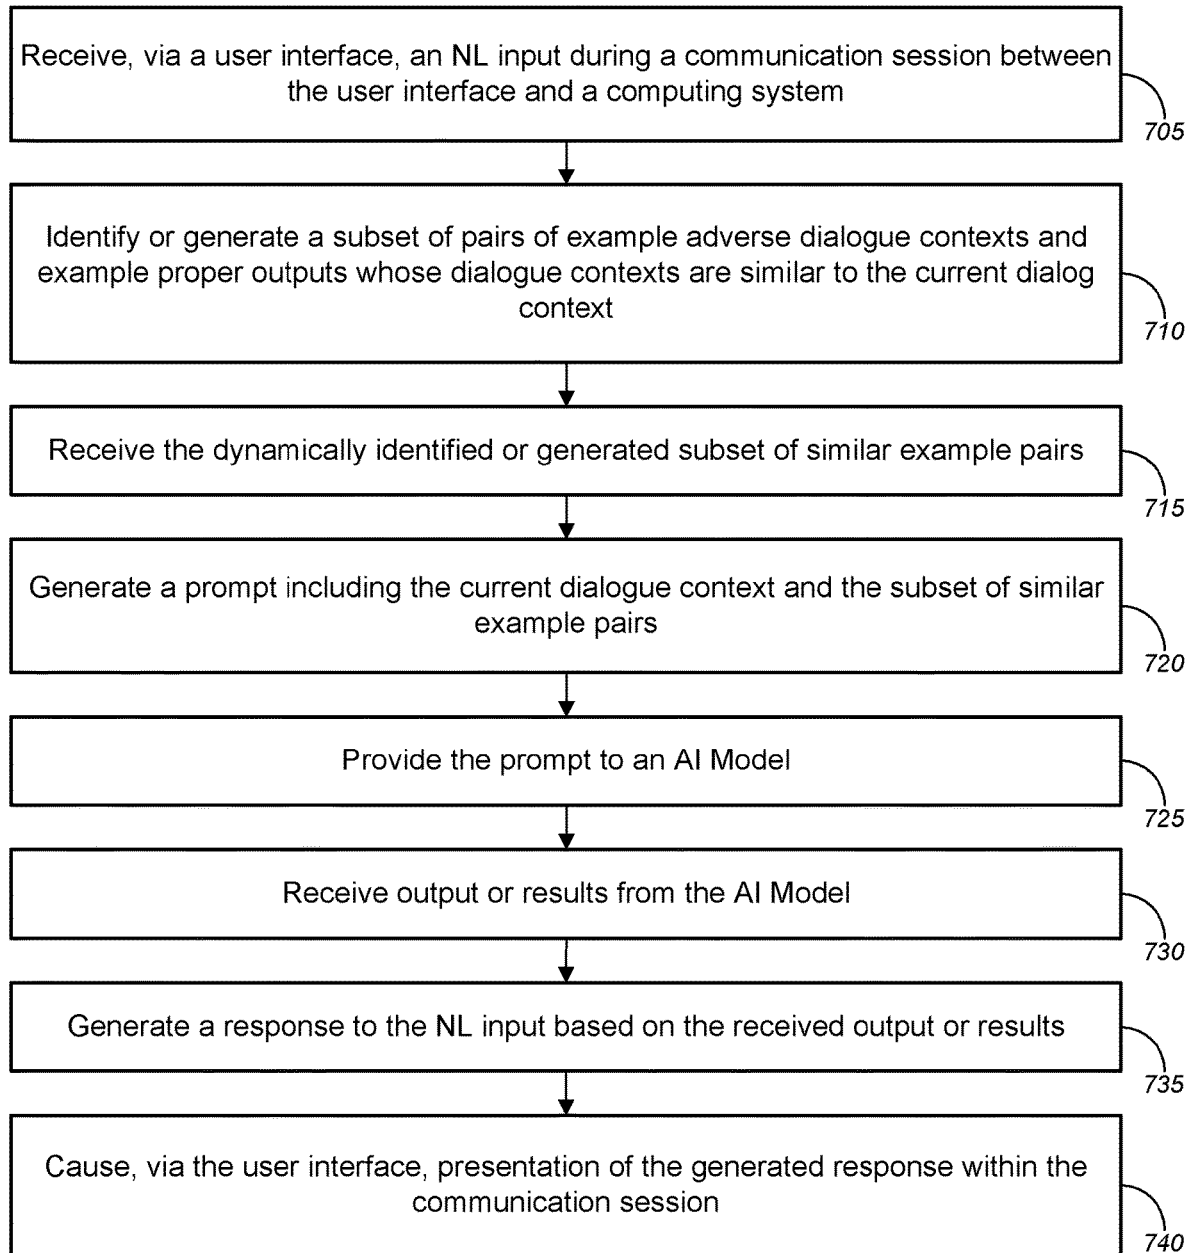 Receive, via a user interface, an NL input during a communication session between
the user interface and a computing system
705
Identify or generate a subset of pairs of example adverse dialogue contexts and
example proper outputs whose dialogue contexts are similar to the current dialog
context
710
Receive the dynamically identified or generated subset of similar example pairs
715
Generate a prompt including the current dialogue context and the subset of similar
example pairs
720
Provide the prompt to an AI Model
725
Receive output or results from the AI Model
730
Generate a response to the NL input based on the received output or results
735
Cause, via the user interface, presentation of the generated response within the
communication session
740